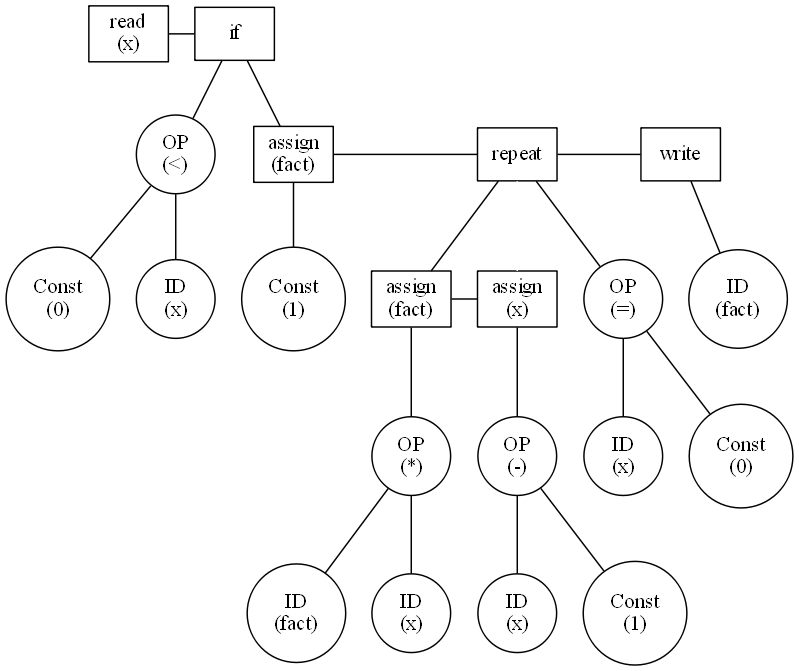 read
(x)
if
OP
(<)
assign
(fact)
repeat
write
Const
(0)
ID
(x)
Const
(1)
assign
(fact)
assign
(x)
OP
(=)
ID
(fact)
OP
(*)
OP
(-)
ID
(x)
Const
(0)
ID
(fact)
ID
(x)
ID
(x)
Const
(1)